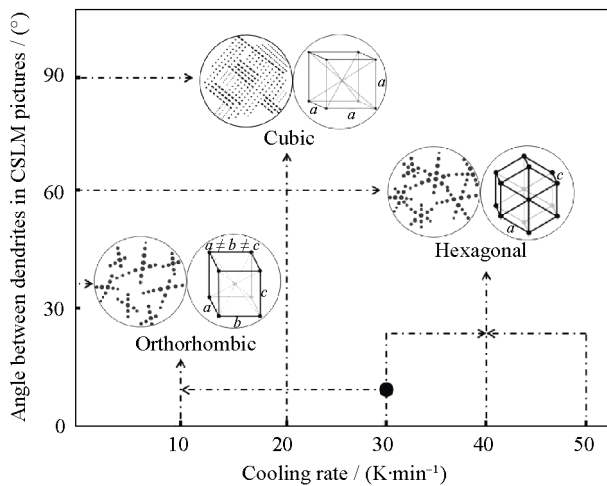 Angle between dendrites in CSLM pictures / (°)
90
60
30
0
a
a
a
Cubic
c
a
Hexagonal
a ≠ b ≠ c
a
c
b
Orthorhombic
10
20
30
40
50
Cooling rate / (K·min⁻¹)